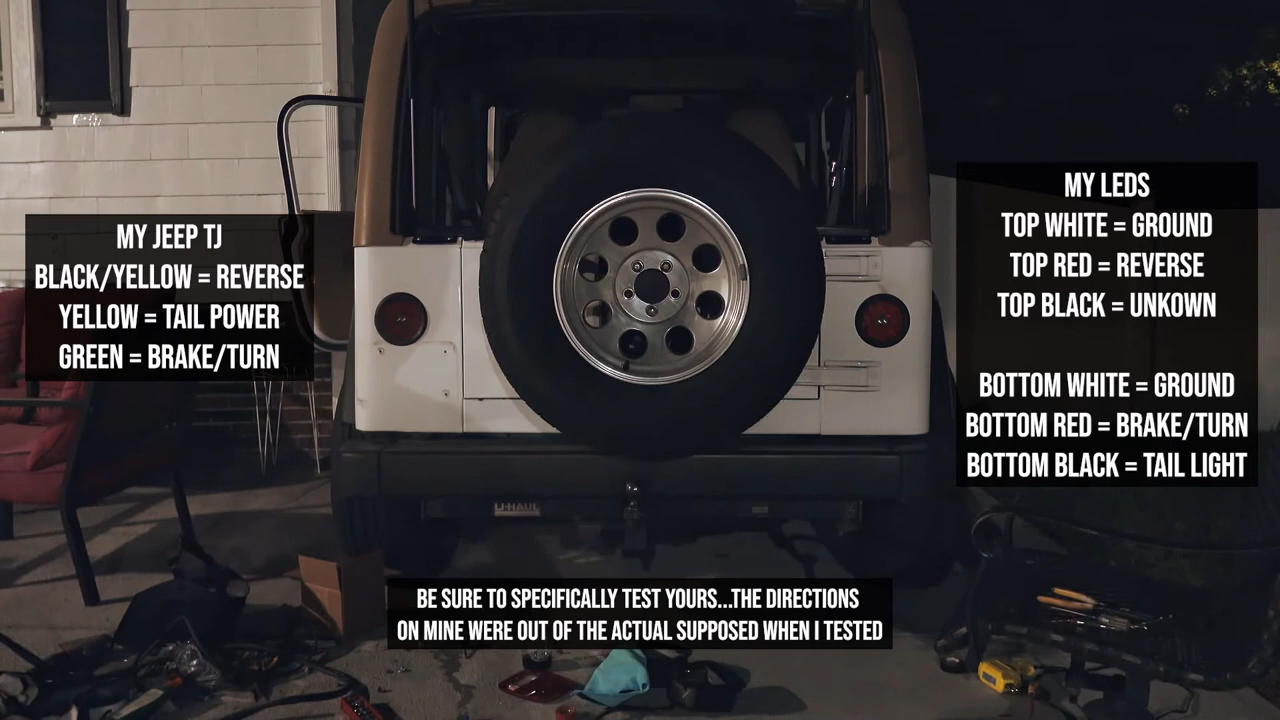 MY JEEP TJ
BLACK/YELLOW = REVERSE
YELLOW = TAIL POWER
GREEN = BRAKE/TURN
MY LEDS
TOP WHITE = GROUND
TOP RED = REVERSE
TOP BLACK = UNKOWN
BOTTOM WHITE = GROUND
BOTTOM RED = BRAKE/TURN
BOTTOM BLACK = TAIL LIGHT
U-HAUL
BE SURE TO SPECIFICALLY TEST YOURS...THE DIRECTIONS
ON MINE WERE OUT OF THE ACTUAL SUPPOSED WHEN I TESTED